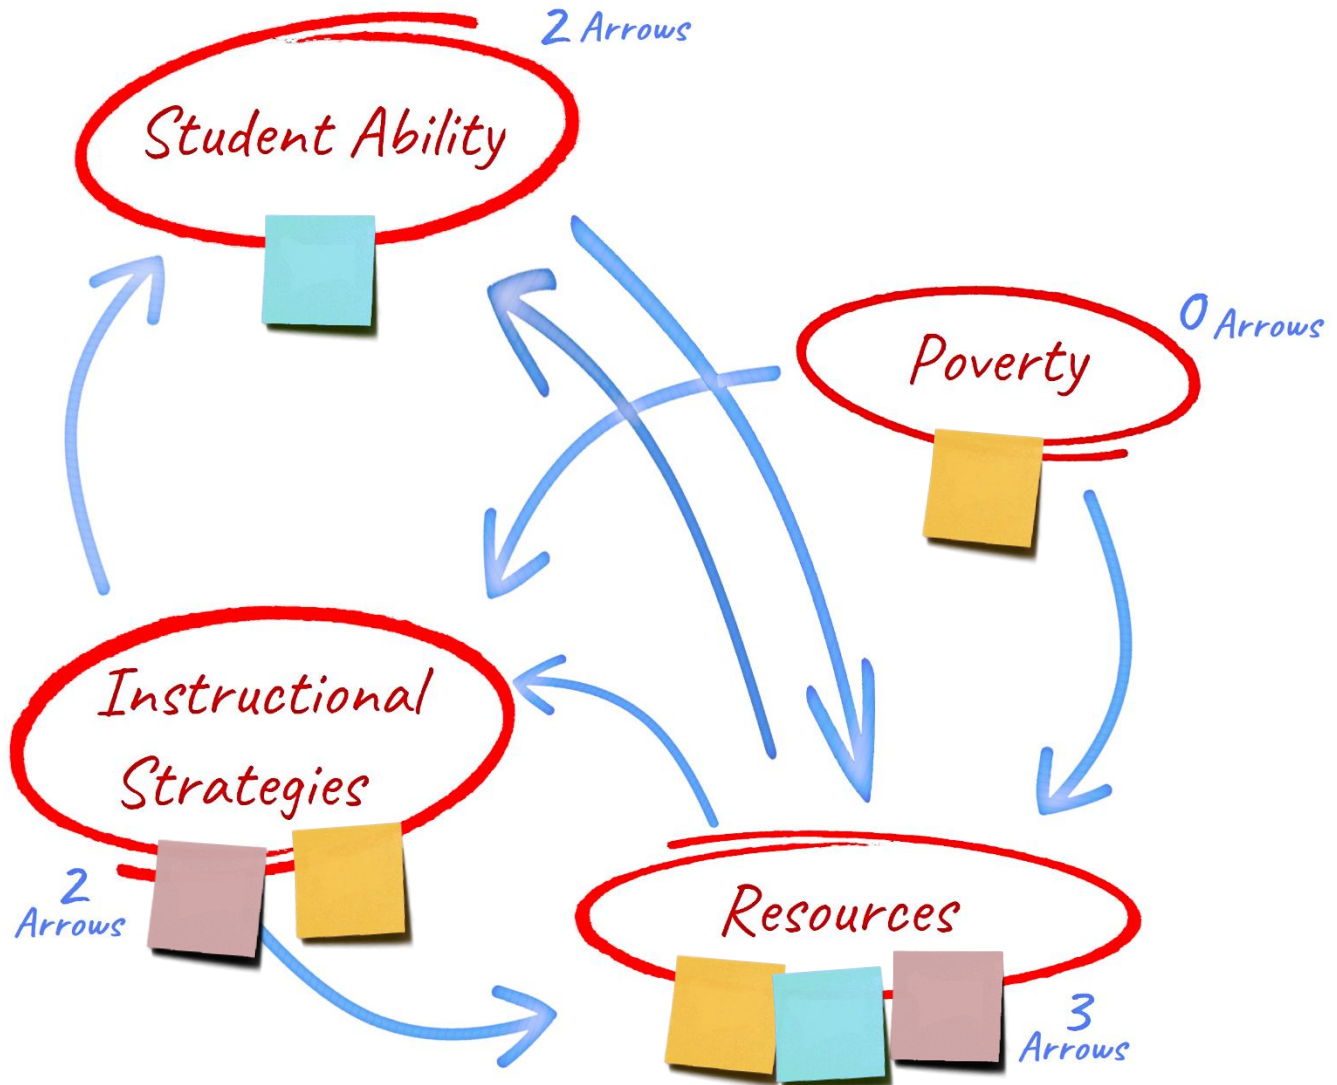 2 Arrows
Student Ability
0 Arrows
Poverty
Instructional
Strategies
2
Arrows
Resources
3
Arrows